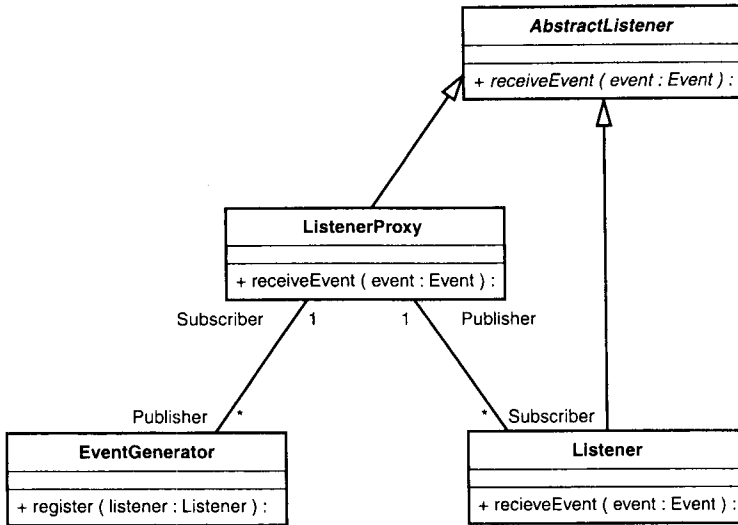 AbstractListener
+ receiveEvent ( event : Event ) :
ListenerProxy
+ receiveEvent ( event : Event ) :
Subscriber 1 1 Publisher
Publisher * * Subscriber
EventGenerator
+ register ( listener : Listener ) :
Listener
+ recieveEvent ( event : Event ) :